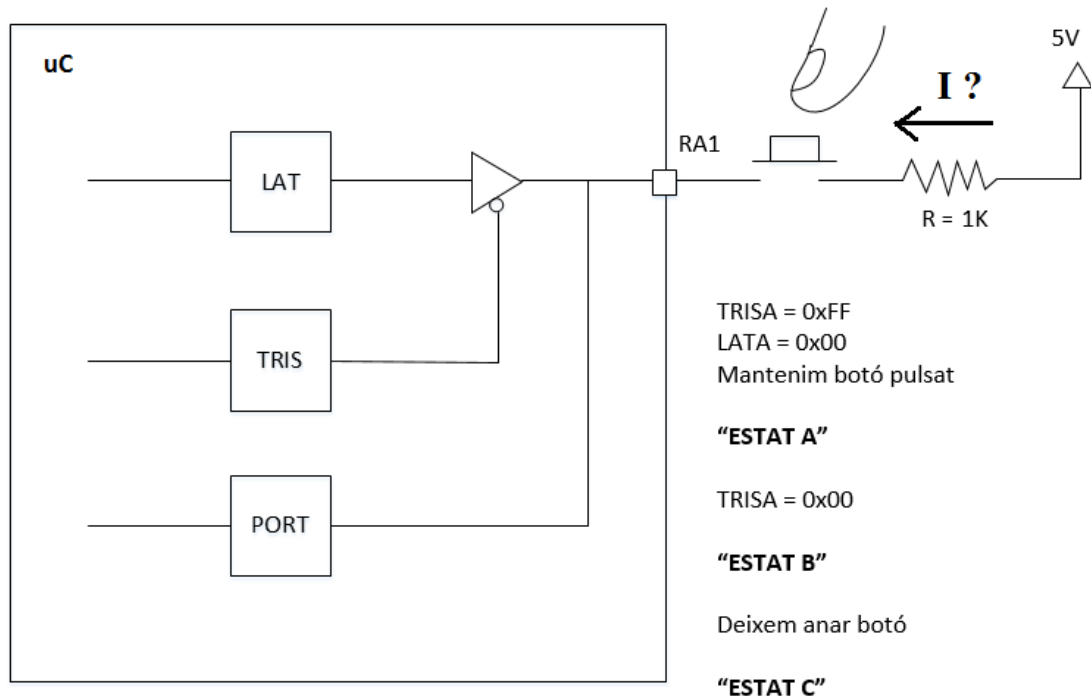 uC
LAT
TRIS
PORT
RA1
I ?
5V
R = 1K
TRISA = 0xFF
LATA = 0x00
Mantenim botó pulsat
“ESTAT A”
TRISA = 0x00
“ESTAT B”
Deixem anar botó
“ESTAT C”